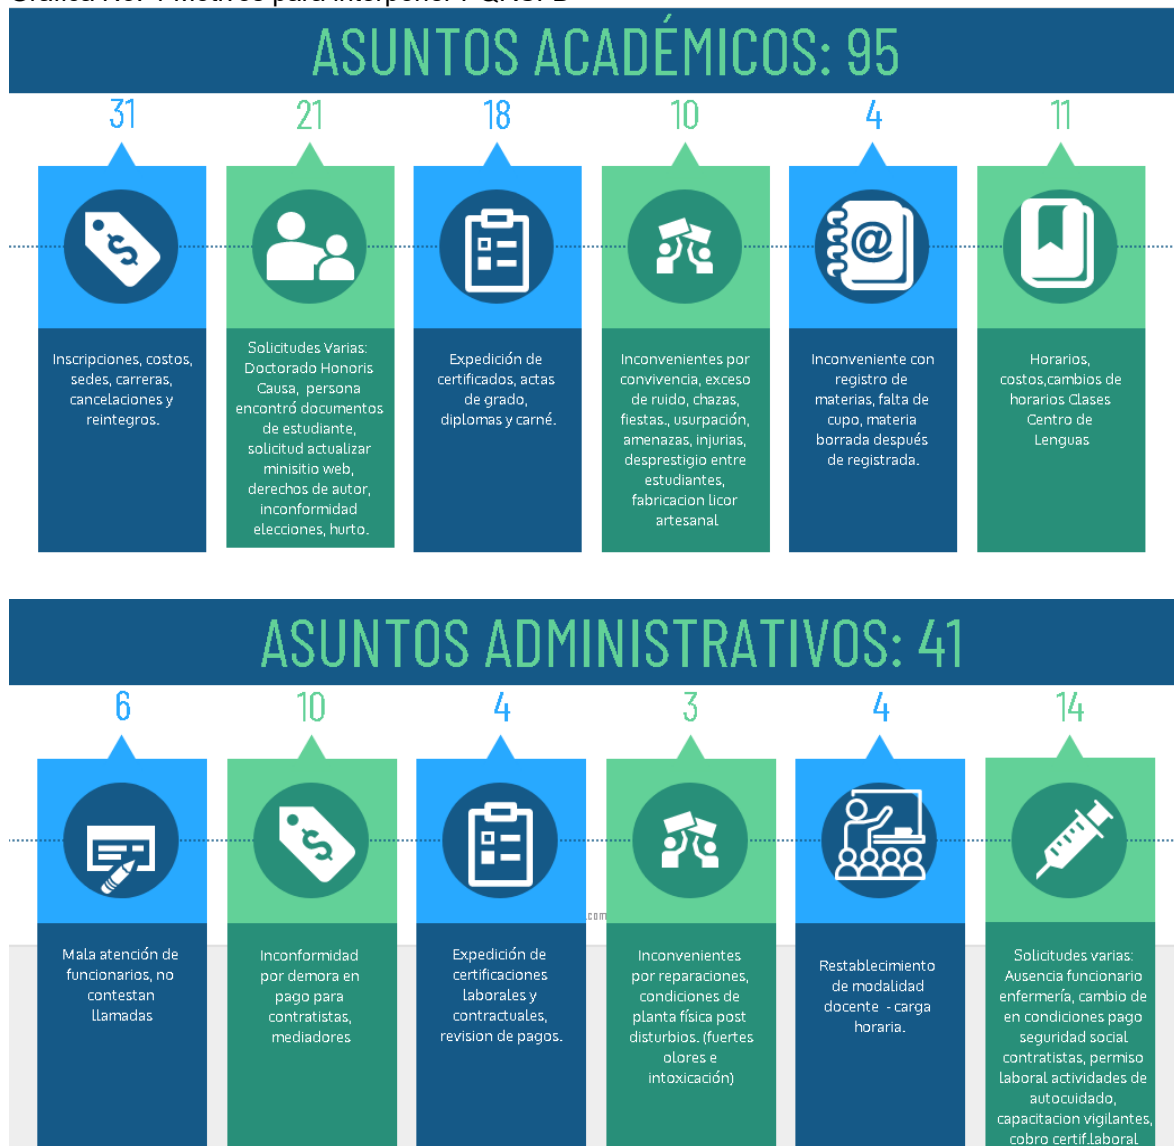 ASUNTOS ACADÉMICOS: 95
31
21
18
10
4
11
Inscripciones, costos,
sedes, carreras,
cancelaciones y
reintegros.
Solicitudes Varias:
Doctorado Honoris
Causa, persona
encontró documentos
de estudiante,
solicitud actualizar
minisitio web,
derechos de autor,
inconformidad
elecciones, hurto.
Expedición de
certificados, actas
de grado,
diplomas y carné.
Inconvenientes por
convivencia, exceso
de ruido, chazas,
fiestas., usurpación,
amenazas, injurias,
desprestigio entre
estudiantes,
fabricacion licor
artesanal
Inconveniente con
registro de
materias, falta de
cupo, materia
borrada después
de registrada.
Horarios,
costos,cambios de
horarios Clases
Centro de
Lenguas
ASUNTOS ADMINISTRATIVOS: 41
6
10
4
3
4
14
.com
Mala atención de
funcionarios, no
contestan
llamadas
Inconformidad
por demora en
pago para
contratistas,
mediadores
Expedición de
certificaciones
laborales y
contractuales,
revision de pagos.
Inconvenientes
por reparaciones,
condiciones de
planta física post
disturbios. (fuertes
olores e
intoxicación)
Restablecimiento
de modalidad
docente - carga
horaria.
Solicitudes varias:
Ausencia funcionario
enfermería, cambio de
en condiciones pago
seguridad social
contratistas, permiso
laboral actividades de
autocuidado,
capacitacion vigilantes,
cobro certif.laboral